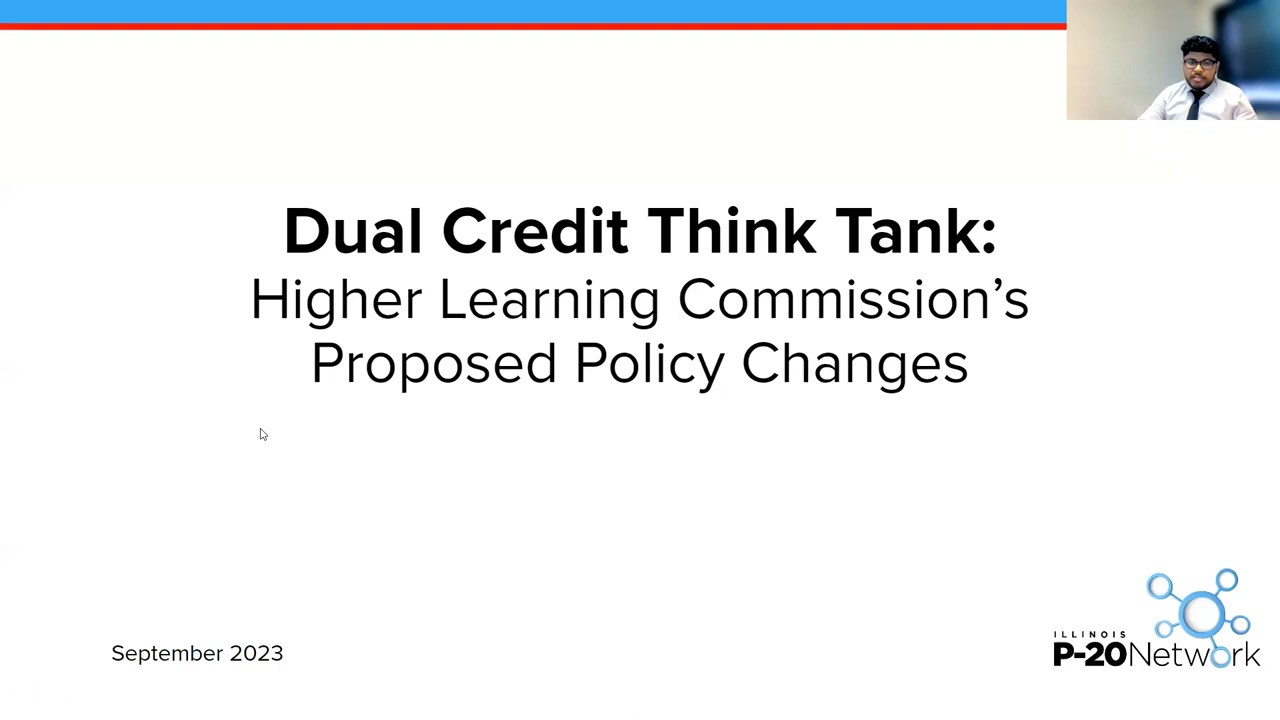 Dual Credit Think Tank:
Higher Learning Commission’s
Proposed Policy Changes
September 2023
ILLINOIS
P-20Network